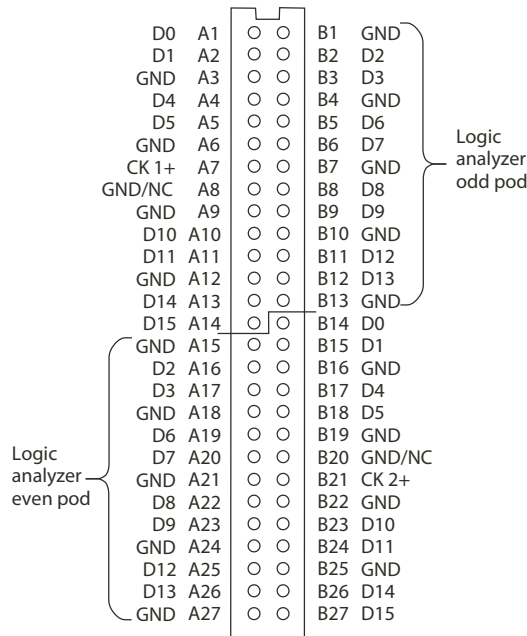 D0 A1 B1 GND
D1 A2 B2 D2
GND A3 B3 D3
D4 A4 B4 GND
D5 A5 B5 D6
GND A6 B6 D7
CK 1+ A7 B7 GND
GND/NC A8 B8 D8
GND A9 B9 D9
D10 A10 B10 GND
D11 A11 B11 D12
GND A12 B12 D13
D14 A13 B13 GND
D15 A14 B14 D0
GND A15 B15 D1
D2 A16 B16 GND
D3 A17 B17 D4
GND A18 B18 D5
D6 A19 B19 GND
D7 A20 B20 GND/NC
GND A21 B21 CK 2+
D8 A22 B22 GND
D9 A23 B23 D10
GND A24 B24 D11
D12 A25 B25 GND
D13 A26 B26 D14
GND A27 B27 D15
Logic
analyzer
odd pod
Logic
analyzer
even pod